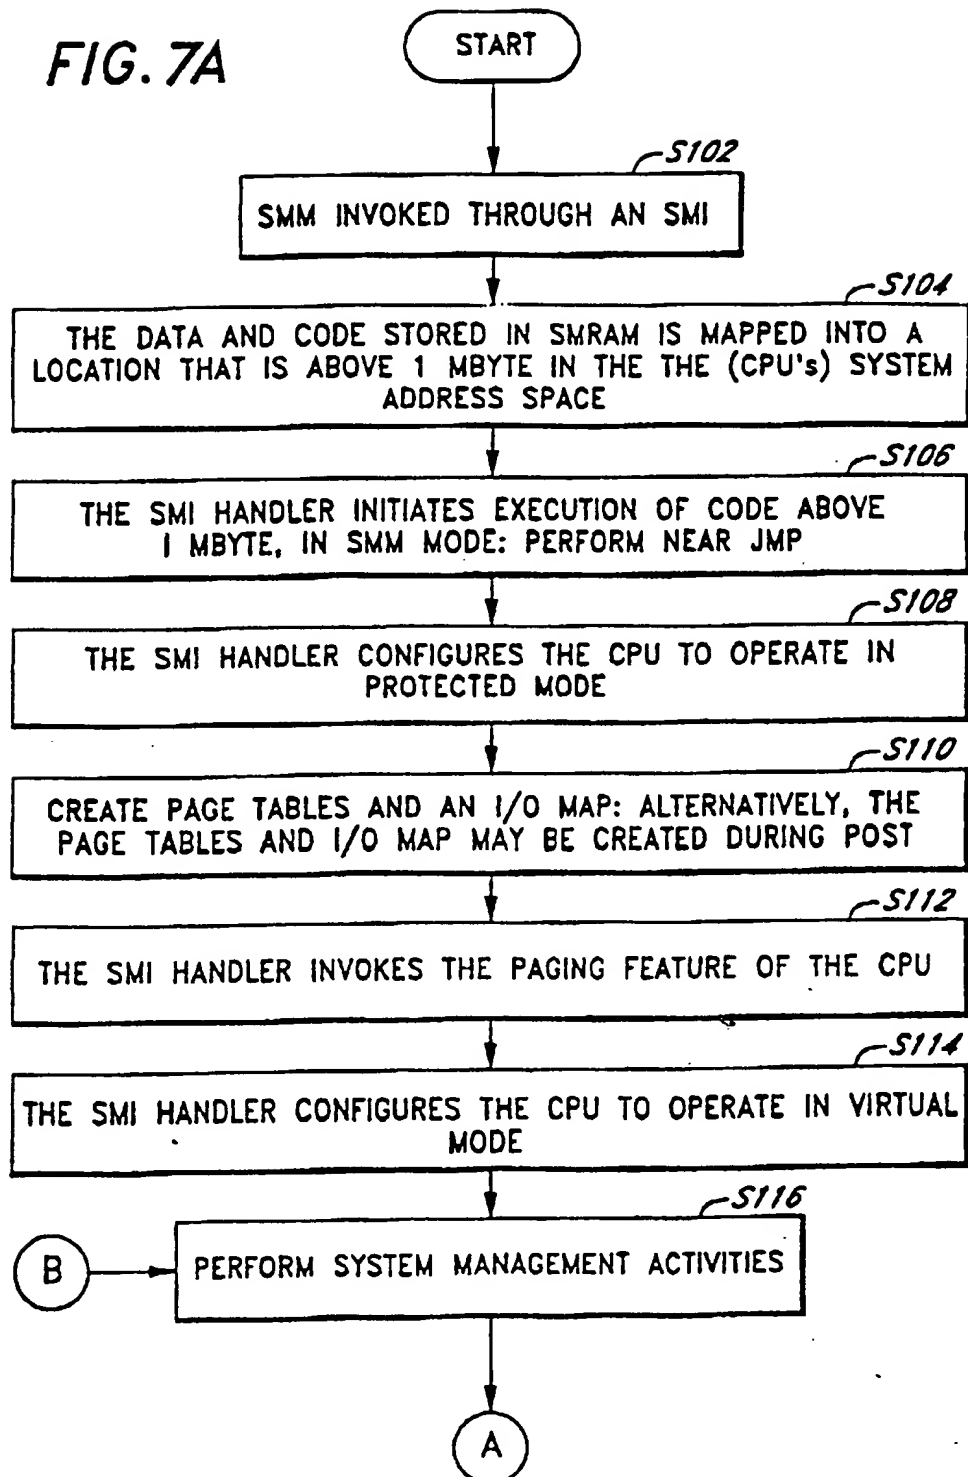 FIG. 7A
START
S102
SMM INVOKED THROUGH AN SMI
S104
THE DATA AND CODE STORED IN SMRAM IS MAPPED INTO A
LOCATION THAT IS ABOVE 1 MBYTE IN THE THE (CPU's) SYSTEM
ADDRESS SPACE
S106
THE SMI HANDLER INITIATES EXECUTION OF CODE ABOVE
1 MBYTE, IN SMM MODE: PERFORM NEAR JMP
S108
THE SMI HANDLER CONFIGURES THE CPU TO OPERATE IN
PROTECTED MODE
S110
CREATE PAGE TABLES AND AN I/O MAP: ALTERNATIVELY, THE
PAGE TABLES AND I/O MAP MAY BE CREATED DURING POST
S112
THE SMI HANDLER INVOKES THE PAGING FEATURE OF THE CPU
S114
THE SMI HANDLER CONFIGURES THE CPU TO OPERATE IN VIRTUAL
MODE
S116
B
PERFORM SYSTEM MANAGEMENT ACTIVITIES
A